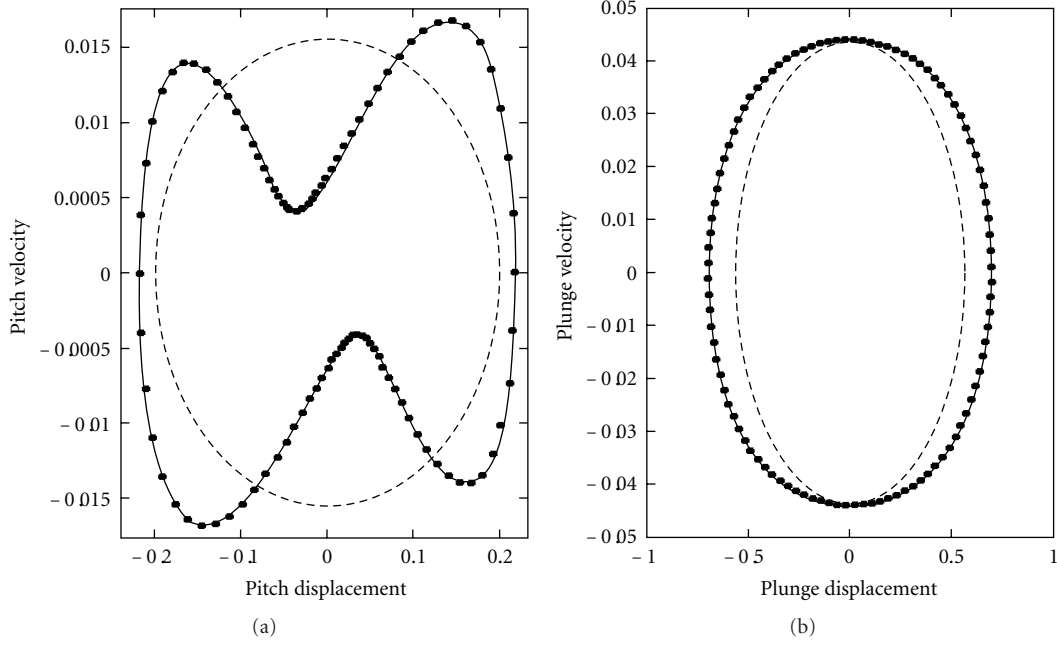 0.015
0.01
0.0005
0
− 0.0005
− 0.01
− 0.015
Pitch velocity
− 0 2
− 0 1
0
0.1
0.2
Pitch displacement
(a)
0.05
0.04
0.03
0.02
0.04
0
− 0.01
− 0.02
− 0.03
− 0.04
− 0.05
Plunge velocity
− 1
− 0 5
0
0.5
1
Plunge displacement
(b)